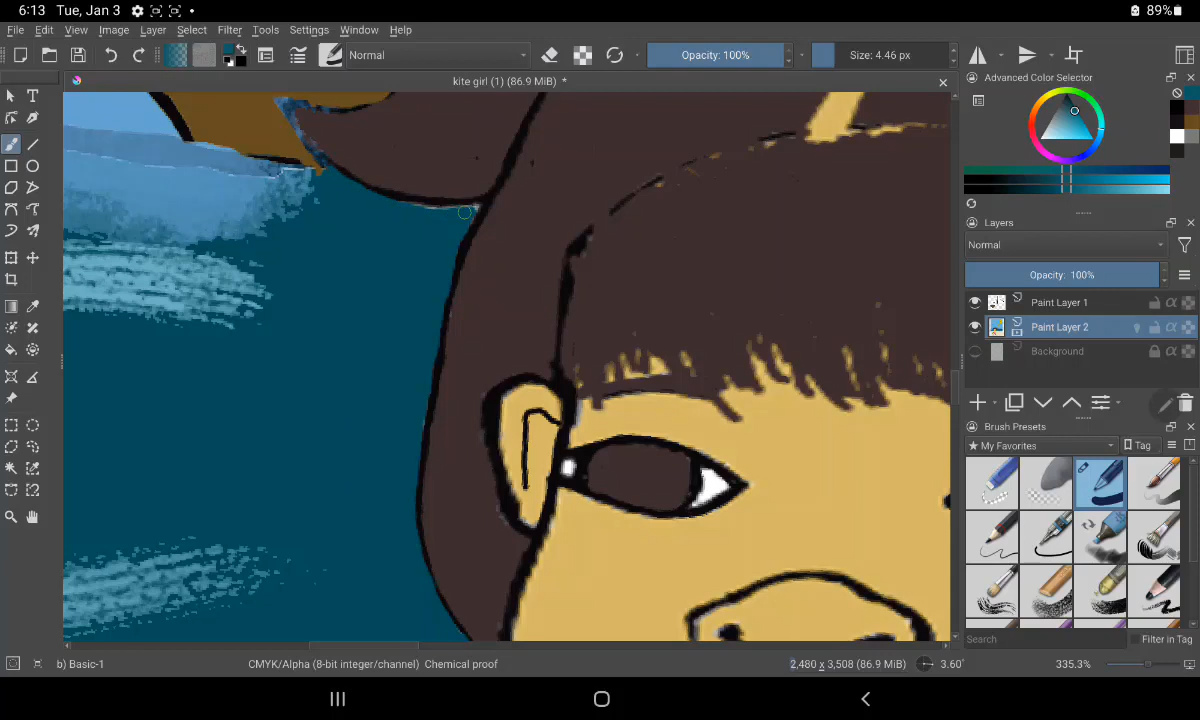 6:13 Tue, Jan 3 89%
File Edit View Image Layer Select Filter Tools Settings Window Help
Normal Opacity: 100% Size: 4.46 px
kite girl (1) (86.9 MiB) *
Advanced Color Selector
Layers
Normal
Opacity: 100%
Paint Layer 1
Paint Layer 2
Background
Brush Presets
★ My Favorites Tag
Search Filter in Tag
b) Basic-1 CMYK/Alpha (8-bit integer/channel) Chemical proof 2,480 x 3,508 (86.9 MiB) 3.60° 335.3%